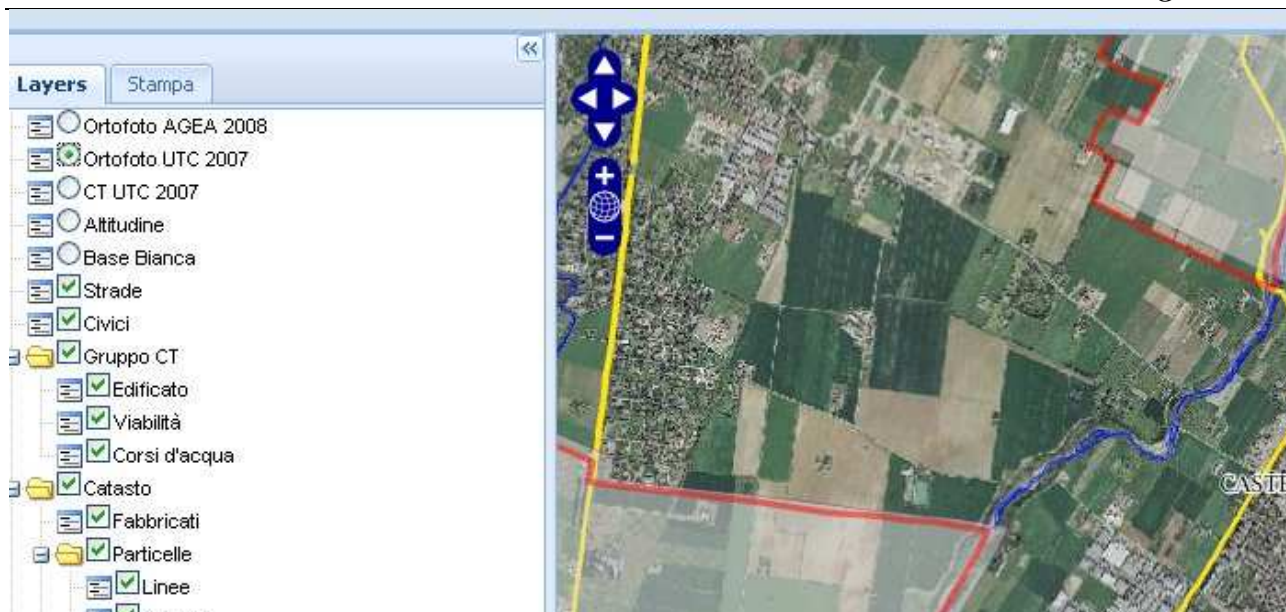 Layers
Stampa
Ortofoto AGEA 2008
Ortofoto UTC 2007
CT UTC 2007
Altitudine
Base Bianca
Strade
Civici
Gruppo CT
Edificato
Viabilità
Corsi d'acqua
Catasto
Fabbricati
Particelle
Linee
CASTE